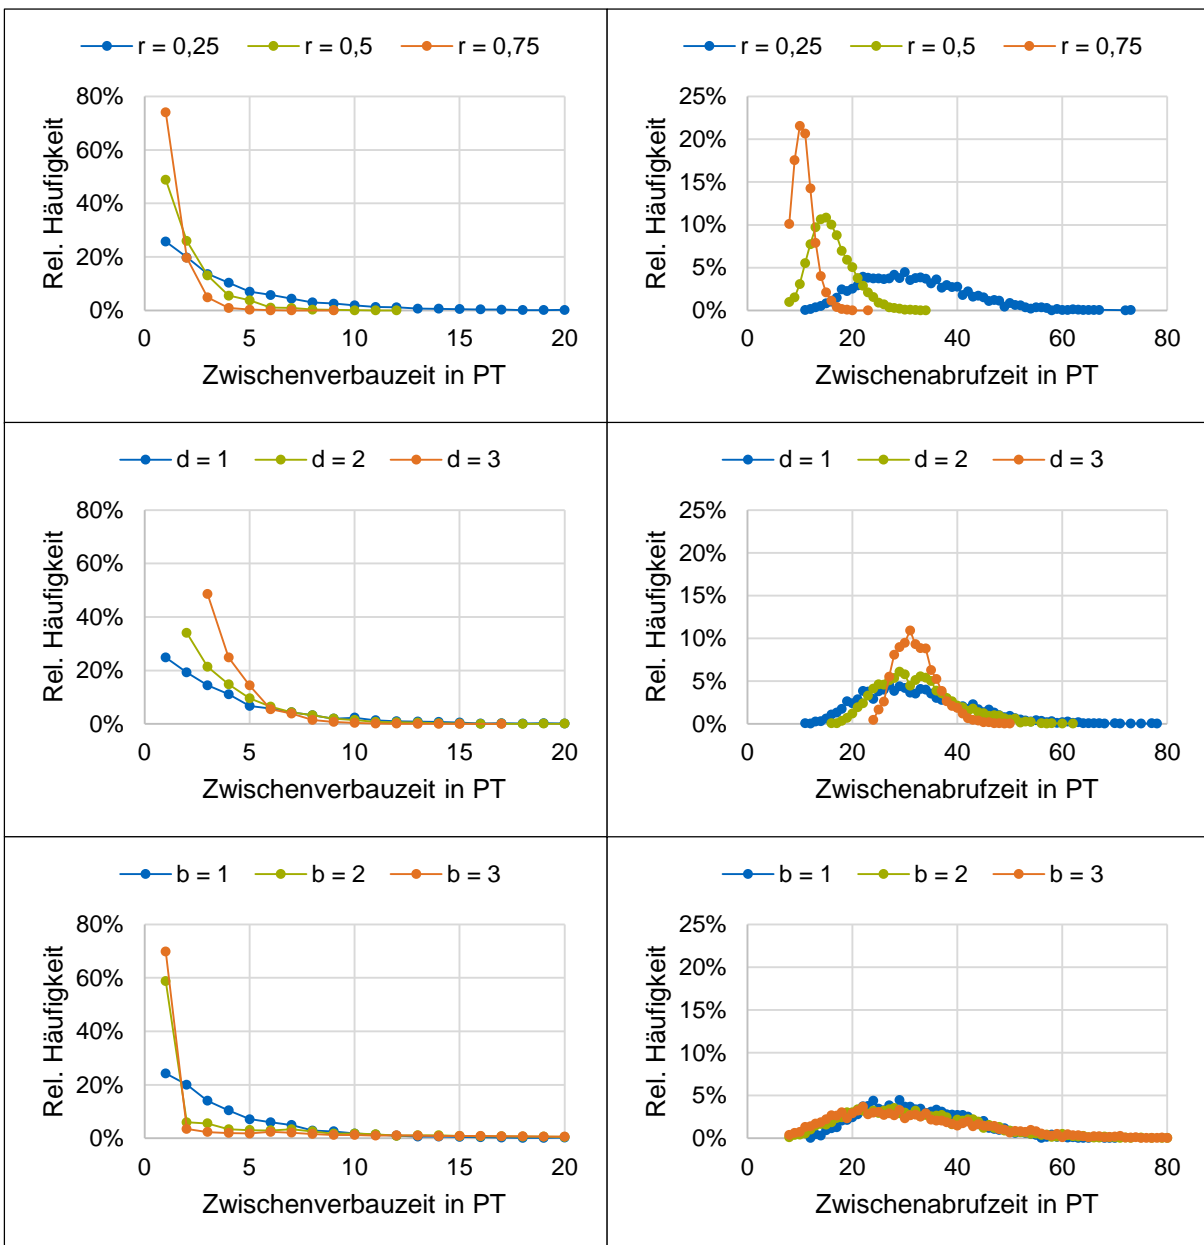 r = 0,25 r = 0,5 r = 0,75
80%
60%
40%
20%
0%
0 5 10 15 20
Rel. Häufigkeit
Zwischenverbauzeit in PT
r = 0,25 r = 0,5 r = 0,75
25%
20%
15%
10%
5%
0%
0 20 40 60 80
Rel. Häufigkeit
Zwischenabrufzeit in PT
d = 1 d = 2 d = 3
80%
60%
40%
20%
0%
0 5 10 15 20
Rel. Häufigkeit
Zwischenverbauzeit in PT
d = 1 d = 2 d = 3
25%
20%
15%
10%
5%
0%
0 20 40 60 80
Rel. Häufigkeit
Zwischenabrufzeit in PT
b = 1 b = 2 b = 3
80%
60%
40%
20%
0%
0 5 10 15 20
Rel. Häufigkeit
Zwischenverbauzeit in PT
b = 1 b = 2 b = 3
25%
20%
15%
10%
5%
0%
0 20 40 60 80
Rel. Häufigkeit
Zwischenabrufzeit in PT